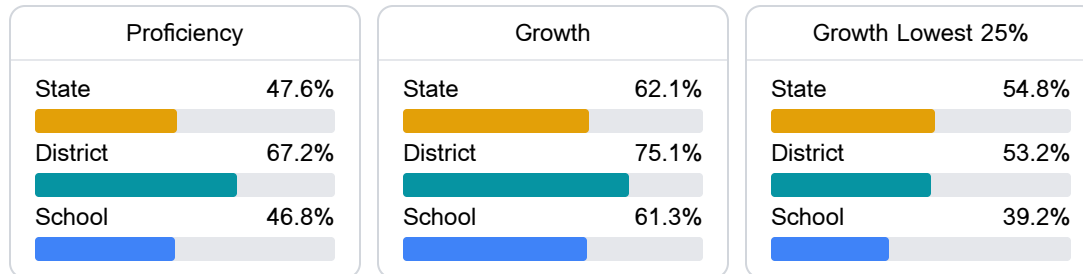 Proficiency
State 47.6%
District 67.2%
School 46.8%
Growth
State 62.1%
District 75.1%
School 61.3%
Growth Lowest 25%
State 54.8%
District 53.2%
School 39.2%